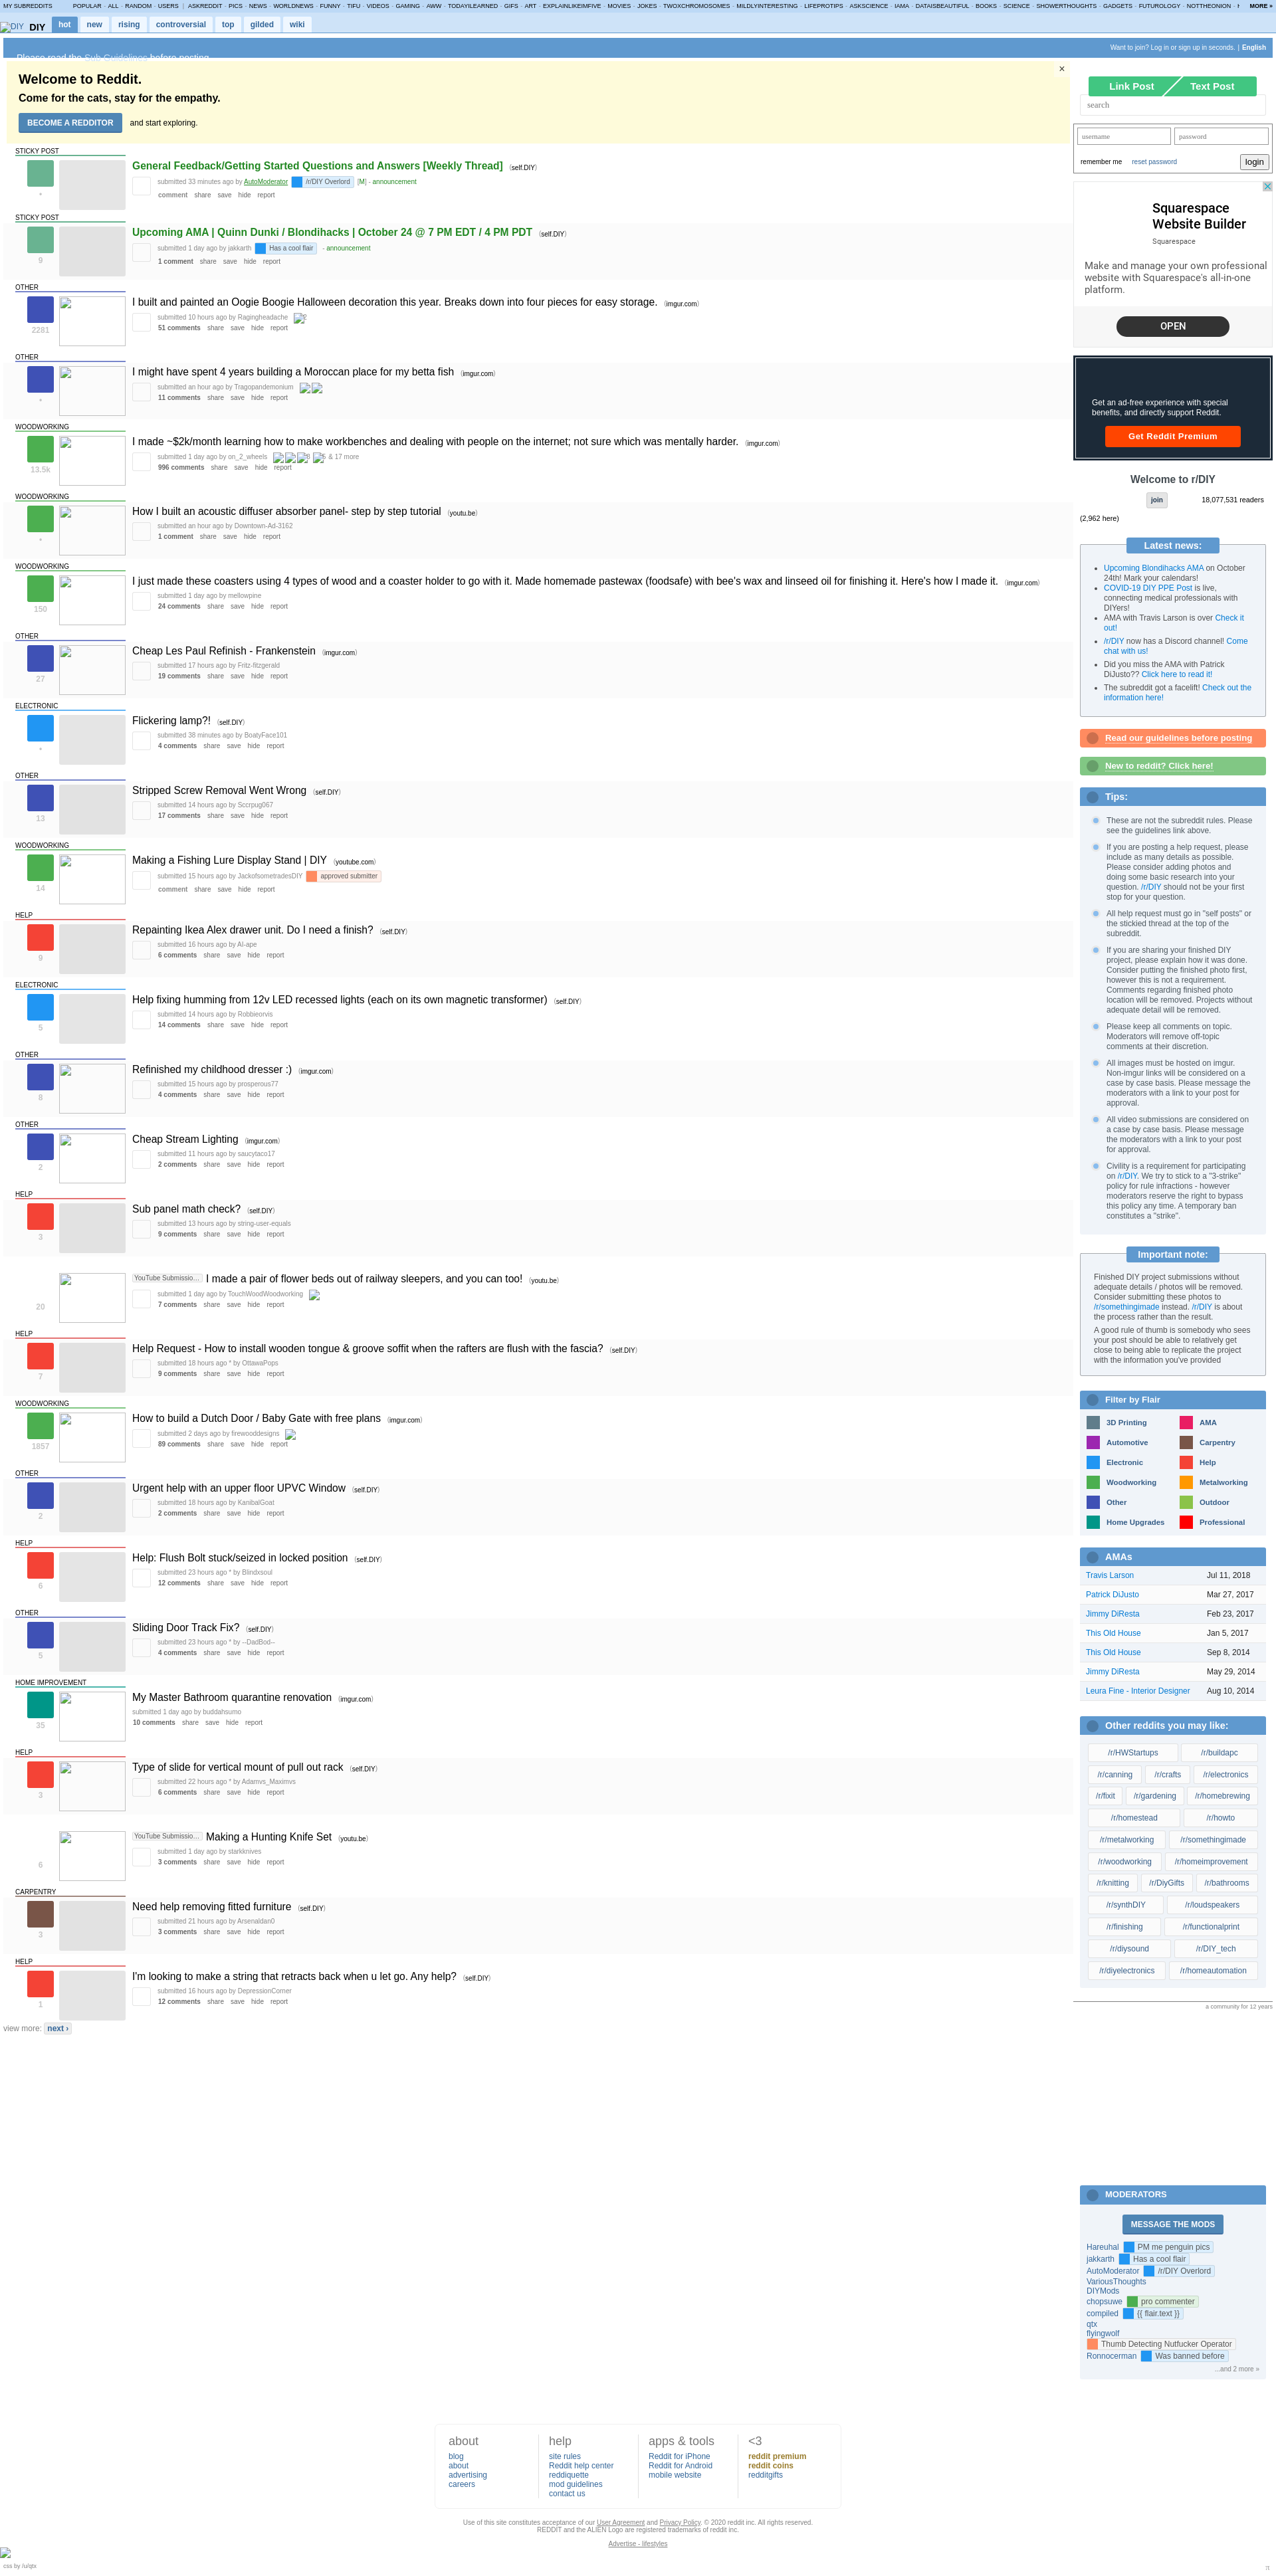 MY SUBREDDITS POPULAR - ALL - RANDOM - USERS | ASKREDDIT - PICS - NEWS - WORLDNEWS - FUNNY - TIFU - VIDEOS - GAMING - AWW - TODAYILEARNED - GIFS - ART - EXPLAINLIKEIMFIVE - MOVIES - JOKES - TWOXCHROMOSOMES - MILDLYINTERESTING - LIFEPROTIPS - ASKSCIENCE - IAMA - DATAISBEAUTIFUL - BOOKS - SCIENCE - SHOWERTHOUGHTS - GADGETS - FUTUROLOGY - NOTTHEONION - MORE »
DIY DIY hot new rising controversial top gilded wiki
Want to join? Log in or sign up in seconds. | English
Please read the Sub Guidelines before posting
Welcome to Reddit.
Come for the cats, stay for the empathy.
BECOME A REDDITOR and start exploring.
×
STICKY POST
General Feedback/Getting Started Questions and Answers [Weekly Thread] (self.DIY)
•
submitted 33 minutes ago by AutoModerator /r/DIY Overlord [M] - announcement
comment share save hide report
STICKY POST
Upcoming AMA | Quinn Dunki / Blondihacks | October 24 @ 7 PM EDT / 4 PM PDT (self.DIY)
9
submitted 1 day ago by jakkarth Has a cool flair - announcement
1 comment share save hide report
OTHER
I built and painted an Oogie Boogie Halloween decoration this year. Breaks down into four pieces for easy storage. (imgur.com)
2281
submitted 10 hours ago by Ragingheadache 2
51 comments share save hide report
OTHER
I might have spent 4 years building a Moroccan place for my betta fish (imgur.com)
•
submitted an hour ago by Tragopandemonium
11 comments share save hide report
WOODWORKING
I made ~$2k/month learning how to make workbenches and dealing with people on the internet; not sure which was mentally harder. (imgur.com)
13.5k
submitted 1 day ago by on_2_wheels & 17 more
996 comments share save hide report
WOODWORKING
How I built an acoustic diffuser absorber panel- step by step tutorial (youtu.be)
•
submitted an hour ago by Downtown-Ad-3162
1 comment share save hide report
WOODWORKING
I just made these coasters using 4 types of wood and a coaster holder to go with it. Made homemade pastewax (foodsafe) with bee's wax and linseed oil for finishing it. Here's how I made it. (imgur.com)
150
submitted 1 day ago by mellowpine
24 comments share save hide report
OTHER
Cheap Les Paul Refinish - Frankenstein (imgur.com)
27
submitted 17 hours ago by Fritz-fitzgerald
19 comments share save hide report
ELECTRONIC
Flickering lamp?! (self.DIY)
•
submitted 38 minutes ago by BoatyFace101
4 comments share save hide report
OTHER
Stripped Screw Removal Went Wrong (self.DIY)
13
submitted 14 hours ago by Sccrpug067
17 comments share save hide report
WOODWORKING
Making a Fishing Lure Display Stand | DIY (youtube.com)
14
submitted 15 hours ago by JackofsometradesDIY approved submitter
comment share save hide report
HELP
Repainting Ikea Alex drawer unit. Do I need a finish? (self.DIY)
9
submitted 16 hours ago by Al-ape
6 comments share save hide report
ELECTRONIC
Help fixing humming from 12v LED recessed lights (each on its own magnetic transformer) (self.DIY)
5
submitted 14 hours ago by Robbieorvis
14 comments share save hide report
OTHER
Refinished my childhood dresser :) (imgur.com)
8
submitted 15 hours ago by prosperous77
4 comments share save hide report
OTHER
Cheap Stream Lighting (imgur.com)
2
submitted 11 hours ago by saucytaco17
2 comments share save hide report
HELP
Sub panel math check? (self.DIY)
3
submitted 13 hours ago by string-user-equals
9 comments share save hide report
YouTube Submissio... I made a pair of flower beds out of railway sleepers, and you can too! (youtu.be)
20
submitted 1 day ago by TouchWoodWoodworking
7 comments share save hide report
HELP
Help Request - How to install wooden tongue & groove soffit when the rafters are flush with the fascia? (self.DIY)
7
submitted 18 hours ago * by OttawaPops
9 comments share save hide report
WOODWORKING
How to build a Dutch Door / Baby Gate with free plans (imgur.com)
1857
submitted 2 days ago by firewooddesigns
89 comments share save hide report
OTHER
Urgent help with an upper floor UPVC Window (self.DIY)
2
submitted 18 hours ago by KanibalGoat
2 comments share save hide report
HELP
Help: Flush Bolt stuck/seized in locked position (self.DIY)
6
submitted 23 hours ago * by Blindxsoul
12 comments share save hide report
OTHER
Sliding Door Track Fix? (self.DIY)
5
submitted 23 hours ago * by --DadBod--
4 comments share save hide report
HOME IMPROVEMENT
My Master Bathroom quarantine renovation (imgur.com)
35
submitted 1 day ago by buddahsumo
10 comments share save hide report
HELP
Type of slide for vertical mount of pull out rack (self.DIY)
3
submitted 22 hours ago * by Adamvs_Maximvs
6 comments share save hide report
YouTube Submissio... Making a Hunting Knife Set (youtu.be)
6
submitted 1 day ago by starkknives
3 comments share save hide report
CARPENTRY
Need help removing fitted furniture (self.DIY)
3
submitted 21 hours ago by Arsenaldan0
3 comments share save hide report
HELP
I'm looking to make a string that retracts back when u let go. Any help? (self.DIY)
1
submitted 16 hours ago by DepressionCorner
12 comments share save hide report
view more: next ›
Link Post Text Post
search
username password
remember me reset password login
Squarespace
Website Builder
Squarespace
Make and manage your own professional
website with Squarespace's all-in-one
platform.
OPEN
Get an ad-free experience with special
benefits, and directly support Reddit.
Get Reddit Premium
Welcome to r/DIY
join 18,077,531 readers
(2,962 here)
Latest news:
Upcoming Blondihacks AMA on October
24th! Mark your calendars!
COVID-19 DIY PPE Post is live,
connecting medical professionals with
DIYers!
AMA with Travis Larson is over Check it
out!
/r/DIY now has a Discord channel! Come
chat with us!
Did you miss the AMA with Patrick
DiJusto?? Click here to read it!
The subreddit got a facelift! Check out the
information here!
Read our guidelines before posting
New to reddit? Click here!
Tips:
These are not the subreddit rules. Please
see the guidelines link above.
If you are posting a help request, please
include as many details as possible.
Please consider adding photos and
doing some basic research into your
question. /r/DIY should not be your first
stop for your question.
All help request must go in "self posts" or
the stickied thread at the top of the
subreddit.
If you are sharing your finished DIY
project, please explain how it was done.
Consider putting the finished photo first,
however this is not a requirement.
Comments regarding finished photo
location will be removed. Projects without
adequate detail will be removed.
Please keep all comments on topic.
Moderators will remove off-topic
comments at their discretion.
All images must be hosted on imgur.
Non-imgur links will be considered on a
case by case basis. Please message the
moderators with a link to your post for
approval.
All video submissions are considered on
a case by case basis. Please message
the moderators with a link to your post
for approval.
Civility is a requirement for participating
on /r/DIY. We try to stick to a "3-strike"
policy for rule infractions - however
moderators reserve the right to bypass
this policy any time. A temporary ban
constitutes a "strike".
Important note:
Finished DIY project submissions without
adequate details / photos will be removed.
Consider submitting these photos to
/r/somethingimade instead. /r/DIY is about
the process rather than the result.
A good rule of thumb is somebody who sees
your post should be able to relatively get
close to being able to replicate the project
with the information you've provided
Filter by Flair
3D Printing AMA
Automotive Carpentry
Electronic Help
Woodworking Metalworking
Other Outdoor
Home Upgrades Professional
AMAs
Travis Larson Jul 11, 2018
Patrick DiJusto Mar 27, 2017
Jimmy DiResta Feb 23, 2017
This Old House Jan 5, 2017
This Old House Sep 8, 2014
Jimmy DiResta May 29, 2014
Leura Fine - Interior Designer Aug 10, 2014
Other reddits you may like:
/r/HWStartups /r/buildapc
/r/canning /r/crafts /r/electronics
/r/fixit /r/gardening /r/homebrewing
/r/homestead /r/howto
/r/metalworking /r/somethingimade
/r/woodworking /r/homeimprovement
/r/knitting /r/DiyGifts /r/bathrooms
/r/synthDIY /r/loudspeakers
/r/finishing /r/functionalprint
/r/diysound /r/DIY_tech
/r/diyelectronics /r/homeautomation
a community for 12 years
MODERATORS
MESSAGE THE MODS
Hareuhal PM me penguin pics
jakkarth Has a cool flair
AutoModerator /r/DIY Overlord
VariousThoughts
DIYMods
chopsuwe pro commenter
compiled {{ flair.text }}
qtx
flyingwolf
Thumb Detecting Nutfucker Operator
Ronnocerman Was banned before
...and 2 more »
about help apps & tools <3
blog site rules Reddit for iPhone reddit premium
about Reddit help center Reddit for Android reddit coins
advertising reddiquette mobile website redditgifts
careers mod guidelines
contact us
Use of this site constitutes acceptance of our User Agreement and Privacy Policy. © 2020 reddit inc. All rights reserved.
REDDIT and the ALIEN Logo are registered trademarks of reddit inc.
Advertise - lifestyles
css by /u/qtx
π